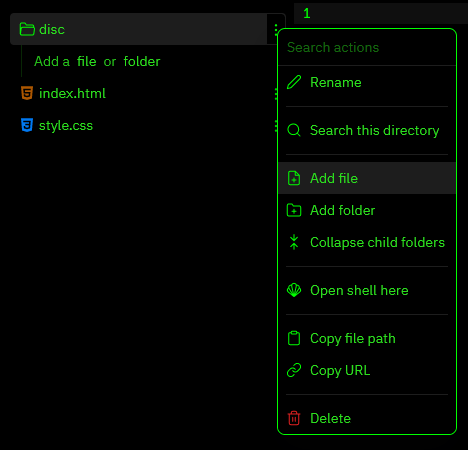 disc
1
Add a file or folder
index.html
style.css
Search actions
Rename
Search this directory
Add file
Add folder
Collapse child folders
Open shell here
Copy file path
Copy URL
Delete